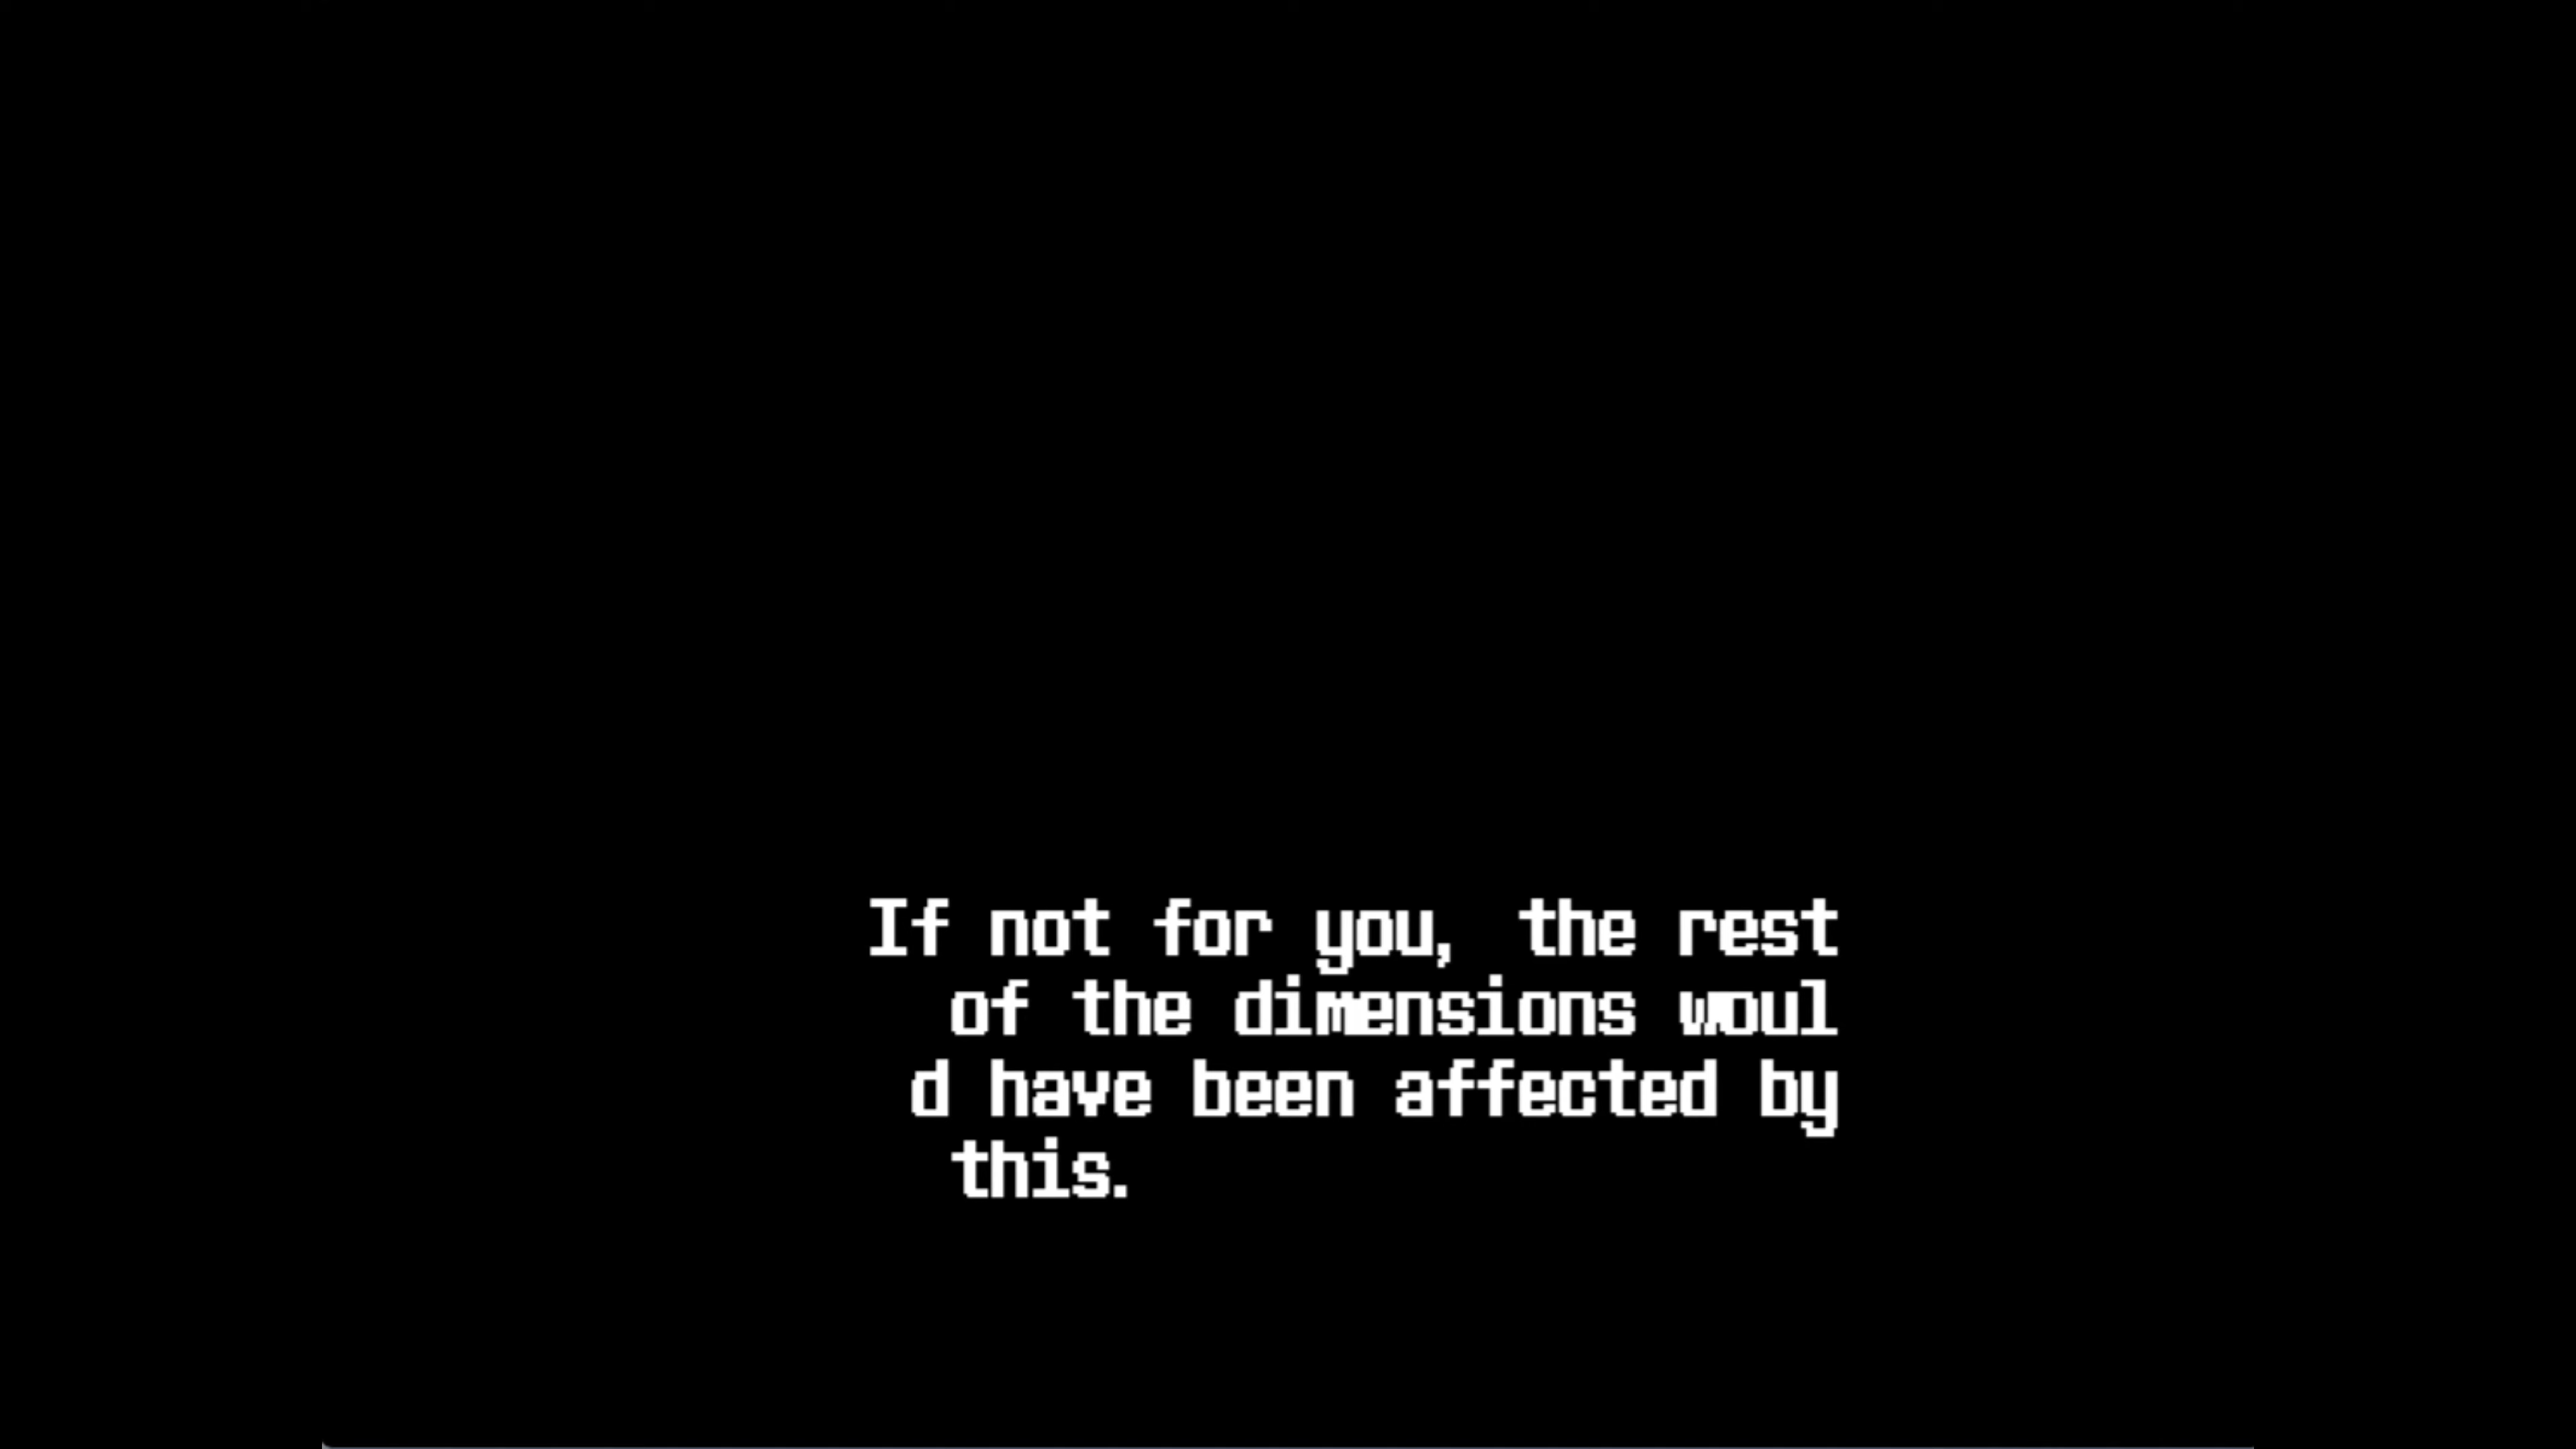 If not for you, the rest
of the dimensions woul
d have been affected by
this.